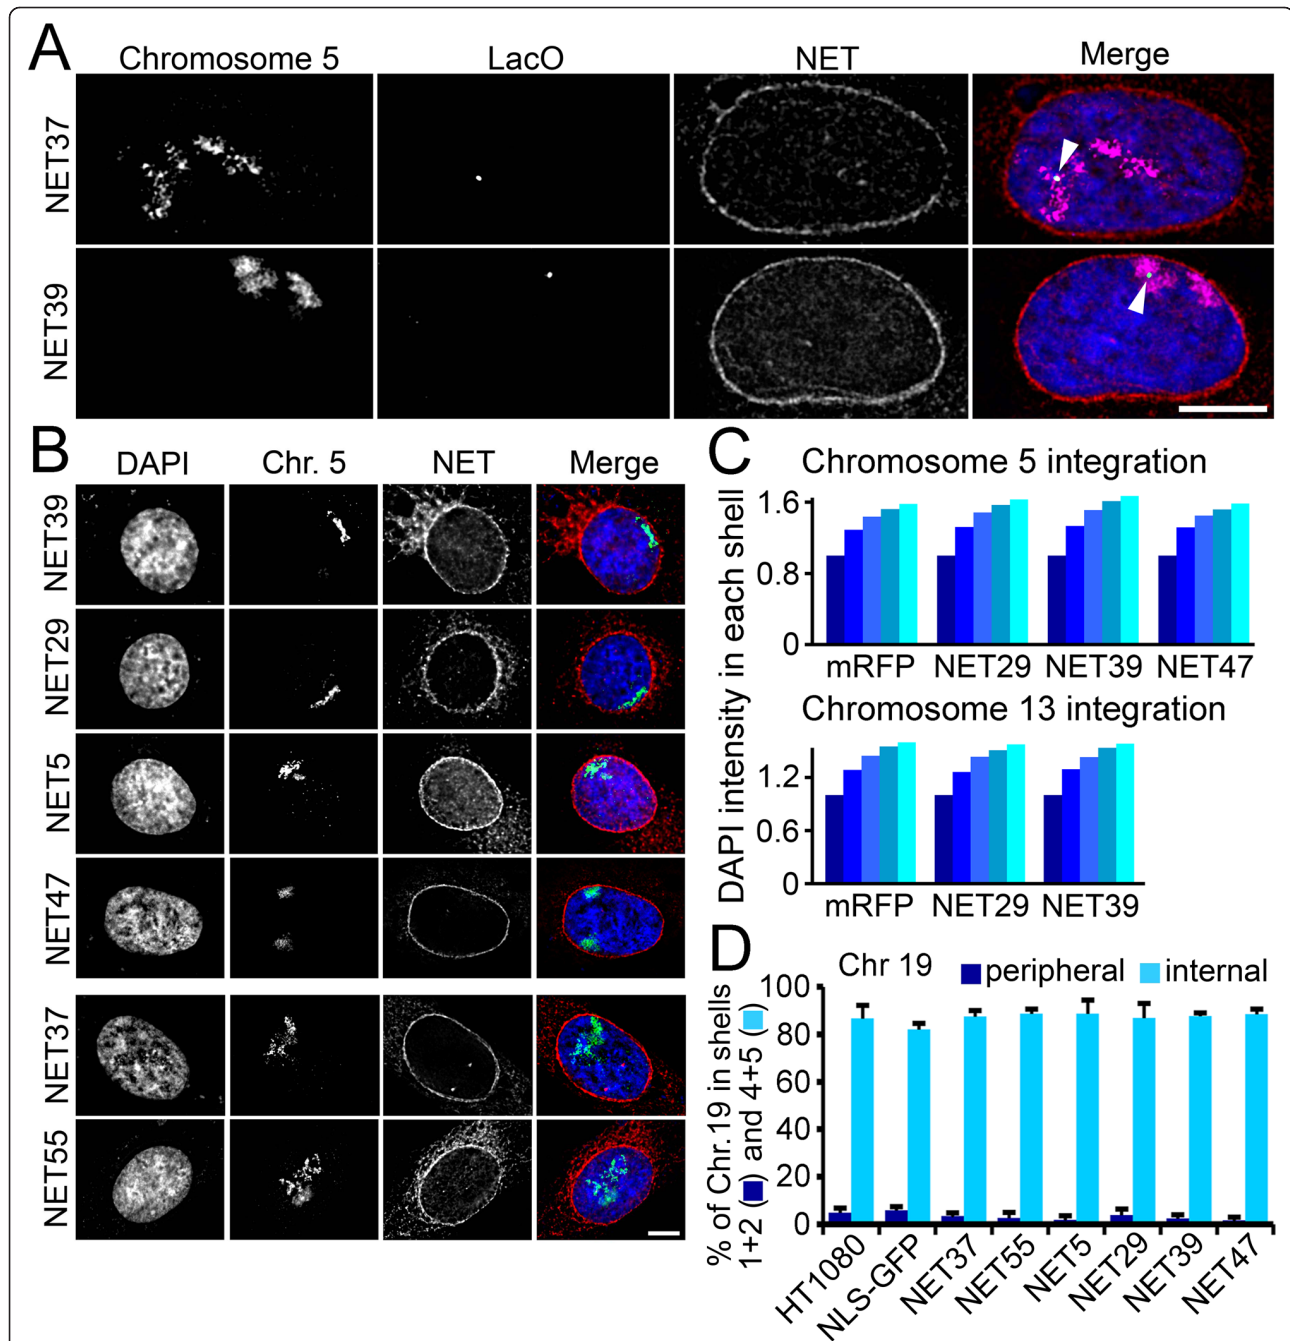 A
Chromosome 5
LacO
NET
Merge
NET37
NET39
B
DAPI
Chr. 5
NET
Merge
NET39
NET29
NET5
NET47
NET37
NET55
C
Chromosome 5 integration
DAPI intensity in each shell
1.6
0.8
0
mRFP
NET29
NET39
NET47
Chromosome 13 integration
1.2
0.6
0
mRFP
NET29
NET39
D
Chr 19
peripheral
internal
% of Chr.19 in shells
1+2 ( ) and 4+5 ( )
100
80
60
40
20
0
HT1080
NLS-GFP
NET37
NET55
NET5
NET29
NET39
NET47